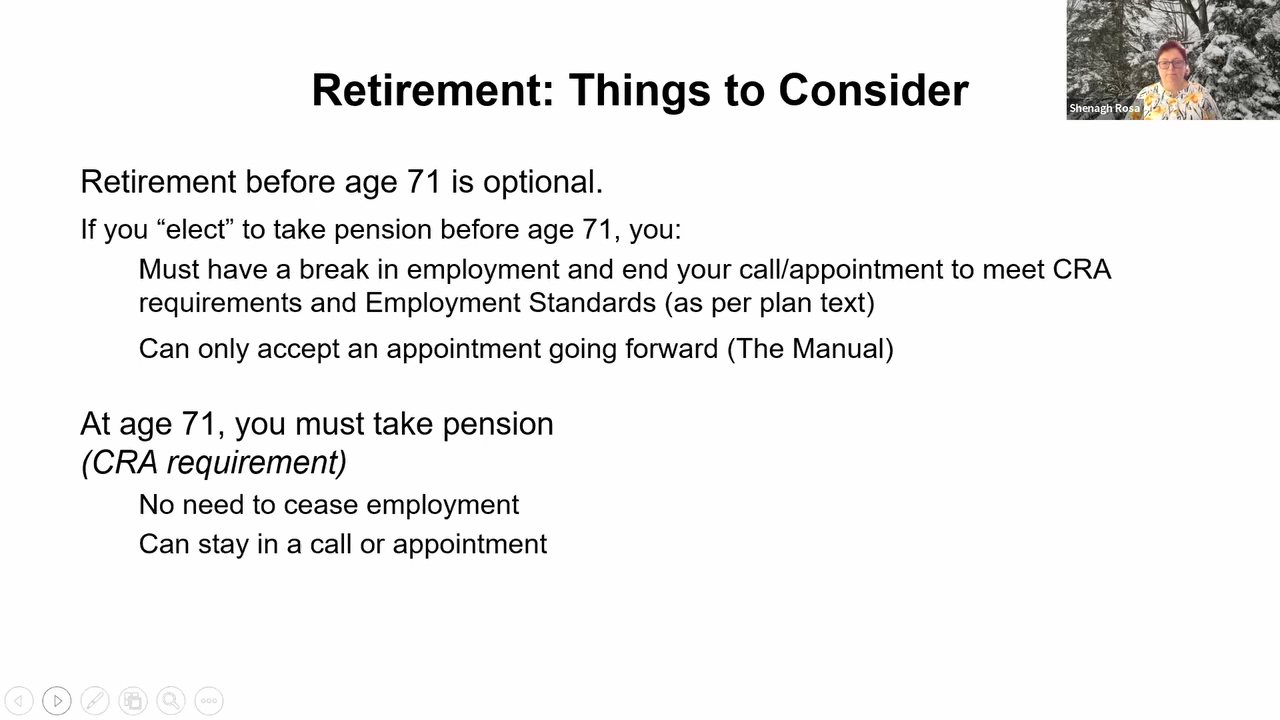 Retirement: Things to Consider
Shenagh Rosa
Retirement before age 71 is optional.
If you “elect” to take pension before age 71, you:
Must have a break in employment and end your call/appointment to meet CRA
requirements and Employment Standards (as per plan text)
Can only accept an appointment going forward (The Manual)
At age 71, you must take pension
(CRA requirement)
No need to cease employment
Can stay in a call or appointment